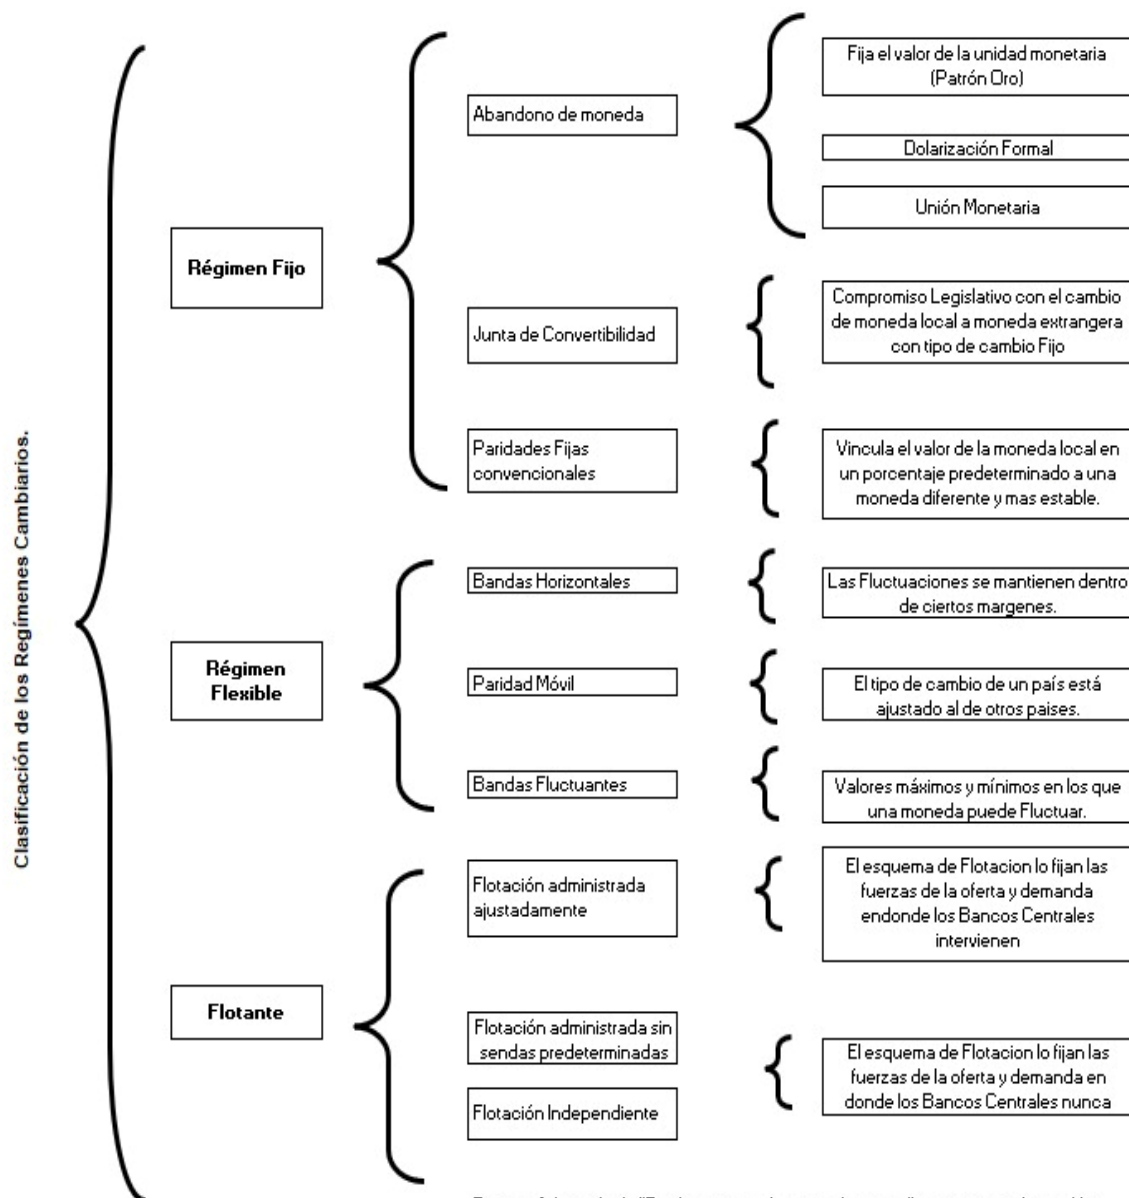 Clasificación de los Regímenes Cambiarios.
Régimen Fijo
Abandono de moneda
Fija el valor de la unidad monetaria
(Patrón Oro)
Dolarización Formal
Unión Monetaria
Junta de Convertibilidad
Compromiso Legislativo con el cambio
de moneda local a moneda extrangera
con tipo de cambio Fijo
Paridades Fijas
convencionales
Vincula el valor de la moneda local en
un porcentaje predeterminado a una
moneda diferente y mas estable.
Régimen
Flexible
Bandas Horizontales
Las Fluctuaciones se mantienen dentro
de ciertos margenes.
Paridad Móvil
El tipo de cambio de un país está
ajustado al de otros paises.
Bandas Fluctuantes
Valores máximos y mínimos en los que
una moneda puede Fluctuar.
Flotante
Flotación administrada
ajustadamente
El esquema de Flotacion lo fijan las
fuerzas de la oferta y demanda
endonde los Bancos Centrales
intervienen
Flotación administrada sin
sendas predeterminadas
Flotación Independiente
El esquema de Flotacion lo fijan las
fuerzas de la oferta y demanda en
donde los Bancos Centrales nunca